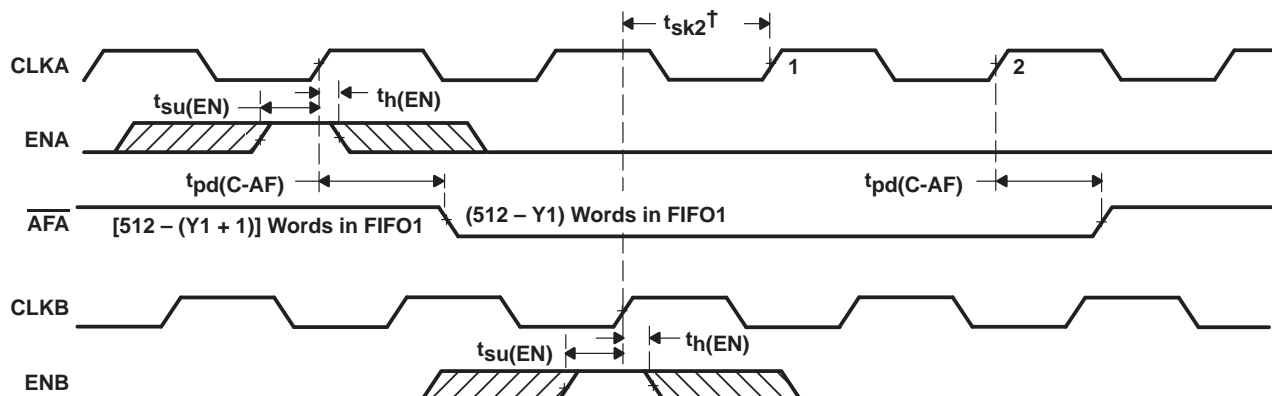 tsk2†
CLKA
1
2
tsu(EN)
th(EN)
ENA
tpd(C-AF)
tpd(C-AF)
AFA
[512 – (Y1 + 1)] Words in FIFO1
(512 – Y1) Words in FIFO1
CLKB
tsu(EN)
th(EN)
ENB